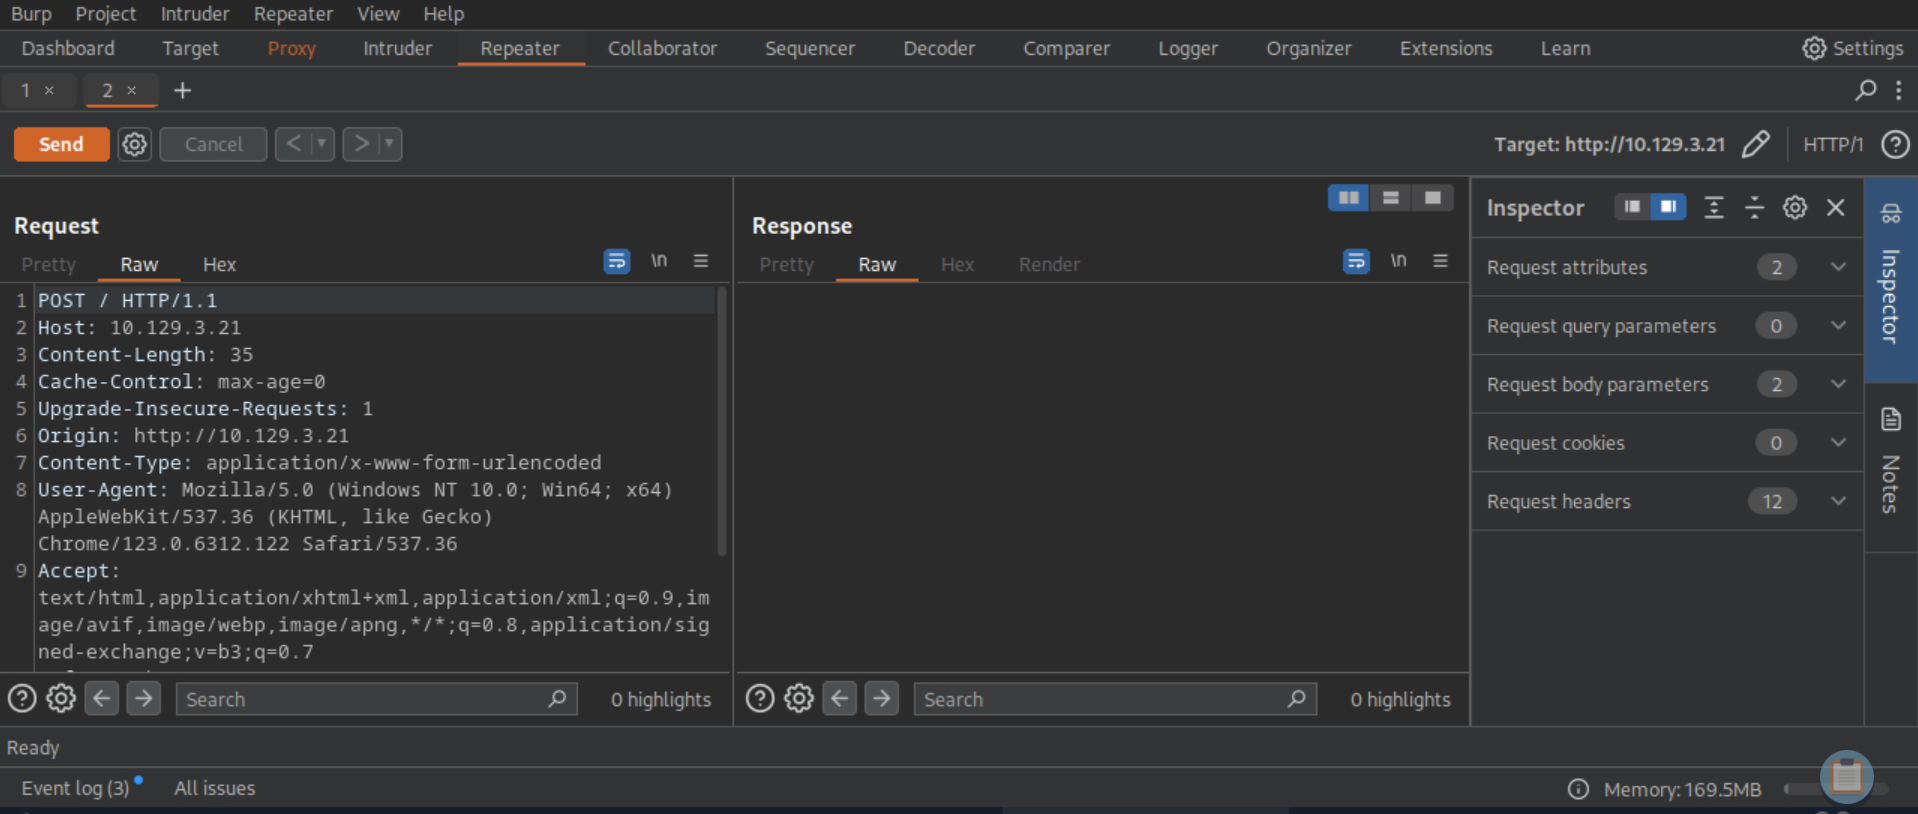 Burp Project Intruder Repeater View Help
Dashboard Target Proxy Intruder Repeater Collaborator Sequencer Decoder Comparer Logger Organizer Extensions Learn Settings
1 × 2 × +
Send Cancel < > Target: http://10.129.3.21 HTTP/1 ?
Request
Pretty Raw Hex \n
1 POST / HTTP/1.1
2 Host: 10.129.3.21
3 Content-Length: 35
4 Cache-Control: max-age=0
5 Upgrade-Insecure-Requests: 1
6 Origin: http://10.129.3.21
7 Content-Type: application/x-www-form-urlencoded
8 User-Agent: Mozilla/5.0 (Windows NT 10.0; Win64; x64)
AppleWebKit/537.36 (KHTML, like Gecko)
Chrome/123.0.6312.122 Safari/537.36
9 Accept:
text/html,application/xhtml+xml,application/xml;q=0.9,im
age/avif,image/webp,image/apng,*/*;q=0.8,application/sig
ned-exchange;v=b3;q=0.7
? Search 0 highlights
Response
Pretty Raw Hex Render \n
? Search 0 highlights
Inspector
Request attributes 2
Request query parameters 0
Request body parameters 2
Request cookies 0
Request headers 12
Inspector
Notes
Ready
Event log (3) All issues Memory: 169.5MB